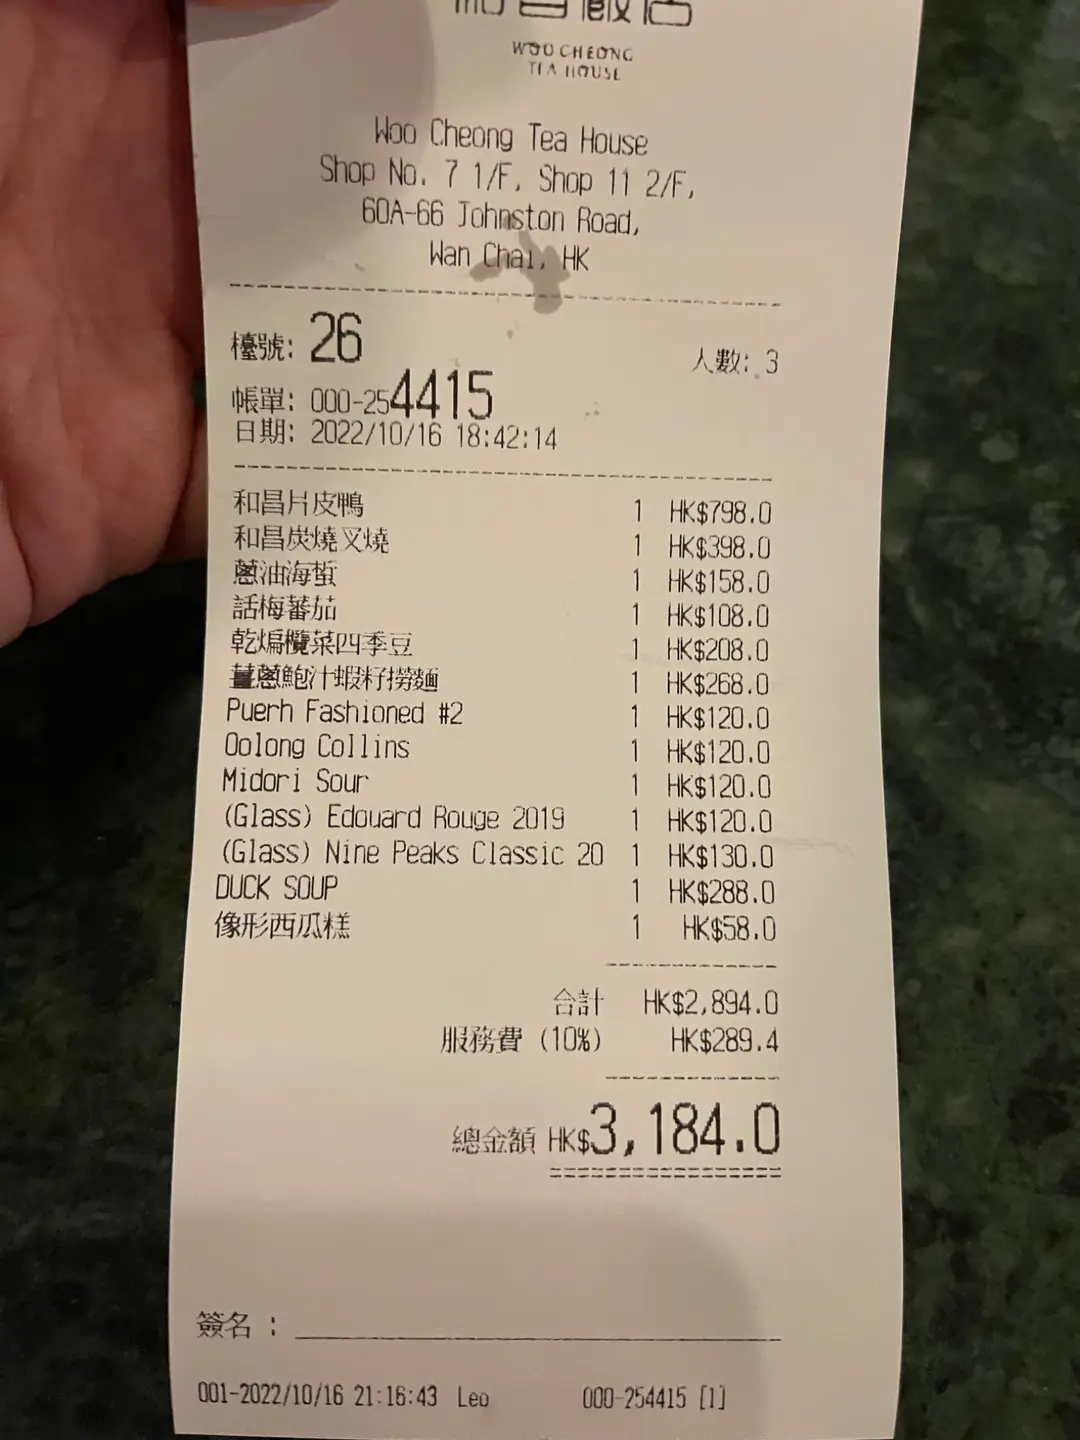 和昌飯店
WOO CHEONG
TEA HOUSE
Woo Cheong Tea House
Shop No. 7 1/F, Shop 11 2/F,
60A-66 Johnston Road,
Wan Chai, HK
檯號: 26 人數: 3
帳單: 000-254415
日期: 2022/10/16 18:42:14
和昌片皮鴨 1 HK$798.0
和昌炭燒叉燒 1 HK$398.0
蔥油海蜇 1 HK$158.0
話梅蕃茄 1 HK$108.0
乾煸欖菜四季豆 1 HK$208.0
薑蔥鮑汁蝦籽撈麵 1 HK$268.0
Puerh Fashioned #2 1 HK$120.0
Oolong Collins 1 HK$120.0
Midori Sour 1 HK$120.0
(Glass) Edouard Rouge 2019 1 HK$120.0
(Glass) Nine Peaks Classic 20 1 HK$130.0
DUCK SOUP 1 HK$288.0
像形西瓜糕 1 HK$58.0
合計 HK$2,894.0
服務費 (10%) HK$289.4
總金額 HK$3,184.0
簽名 :
001-2022/10/16 21:16:43 Leo 000-254415 [1]